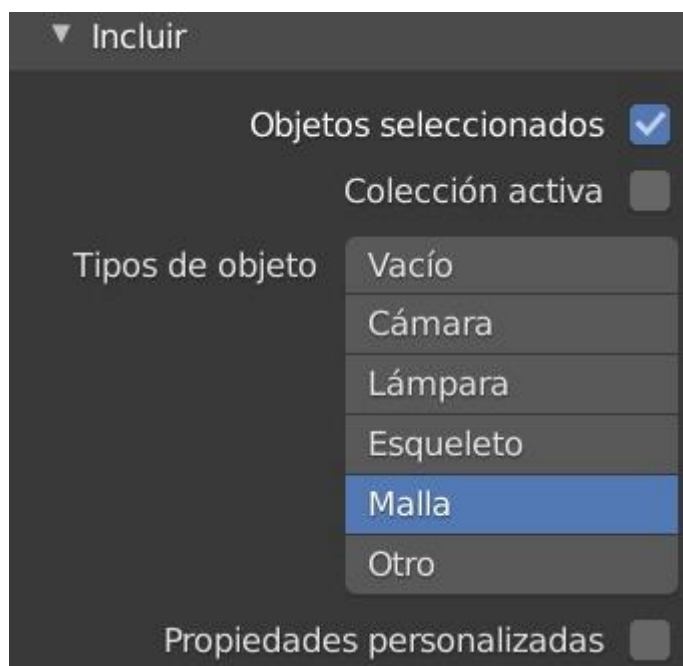 Incluir
Objetos seleccionados
Colección activa
Tipos de objeto Vacío
Cámara
Lámpara
Esqueleto
Malla
Otro
Propiedades personalizadas